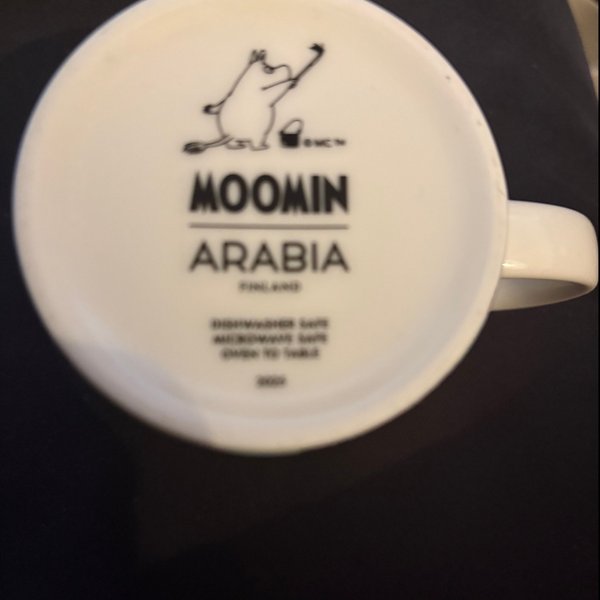 MOOMIN
ARABIA
FINLAND
DISHWASHER SAFE
MICROWAVE SAFE
OVEN TO TABLE